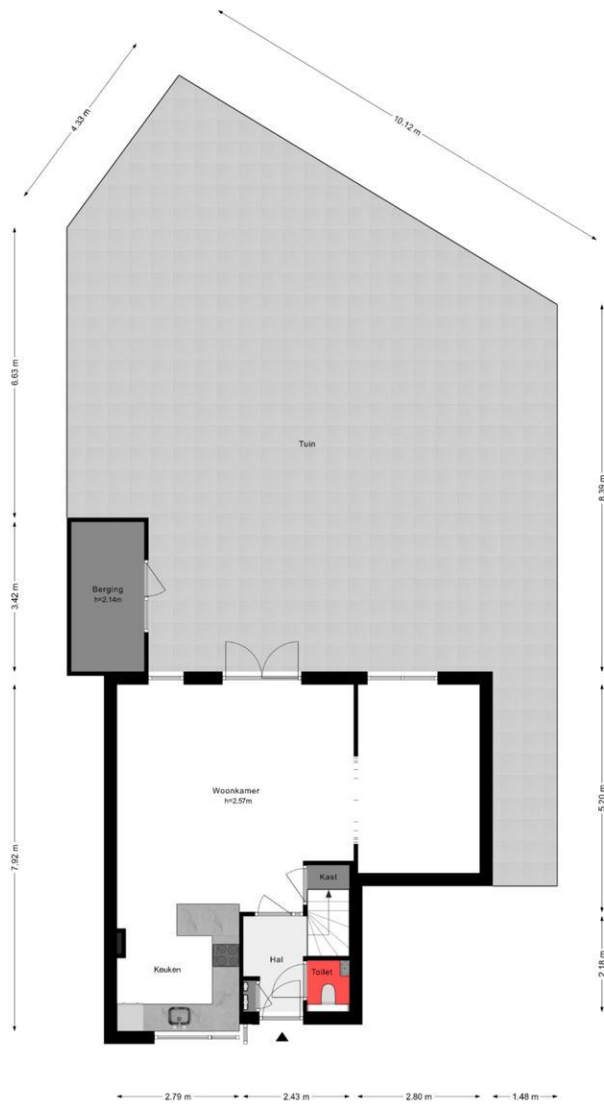 4.33 m
10.12 m
6.63 m
8.39 m
Tuin
3.42 m
Berging
h=2.14m
7.92 m
Woonkamer
h=2.57m
5.20 m
Kast
Hal
Keuken
Toilet
2.18 m
2.79 m
2.43 m
2.80 m
1.48 m